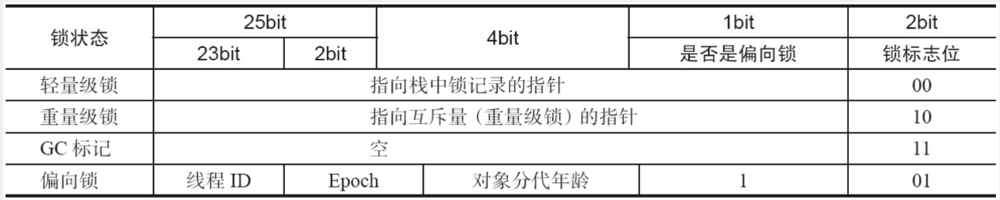 锁状态 25bit 4bit 1bit 2bit
23bit 2bit 是否是偏向锁 锁标志位
轻量级锁 指向栈中锁记录的指针 00
重量级锁 指向互斥量（重量级锁）的指针 10
GC 标记 空 11
偏向锁 线程 ID Epoch 对象分代年龄 1 01